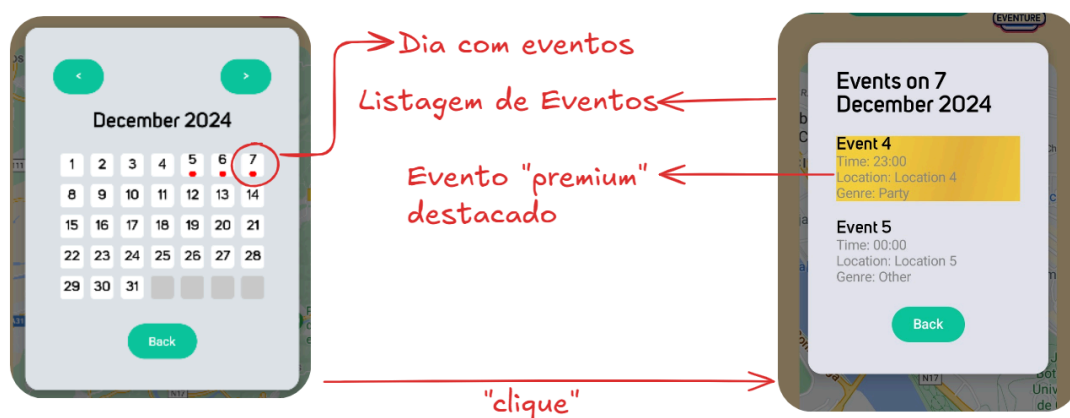 <
>
December 2024
1 2 3 4 5 6 7
8 9 10 11 12 13 14
15 16 17 18 19 20 21
22 23 24 25 26 27 28
29 30 31
Back
Dia com eventos
Listagem de Eventos
Evento "premium"
destacado
"clique"
EVENTURE
Events on 7
December 2024
Event 4
Time: 23:00
Location: Location 4
Genre: Party
Event 5
Time: 00:00
Location: Location 5
Genre: Other
Back
N17
N17
Univ